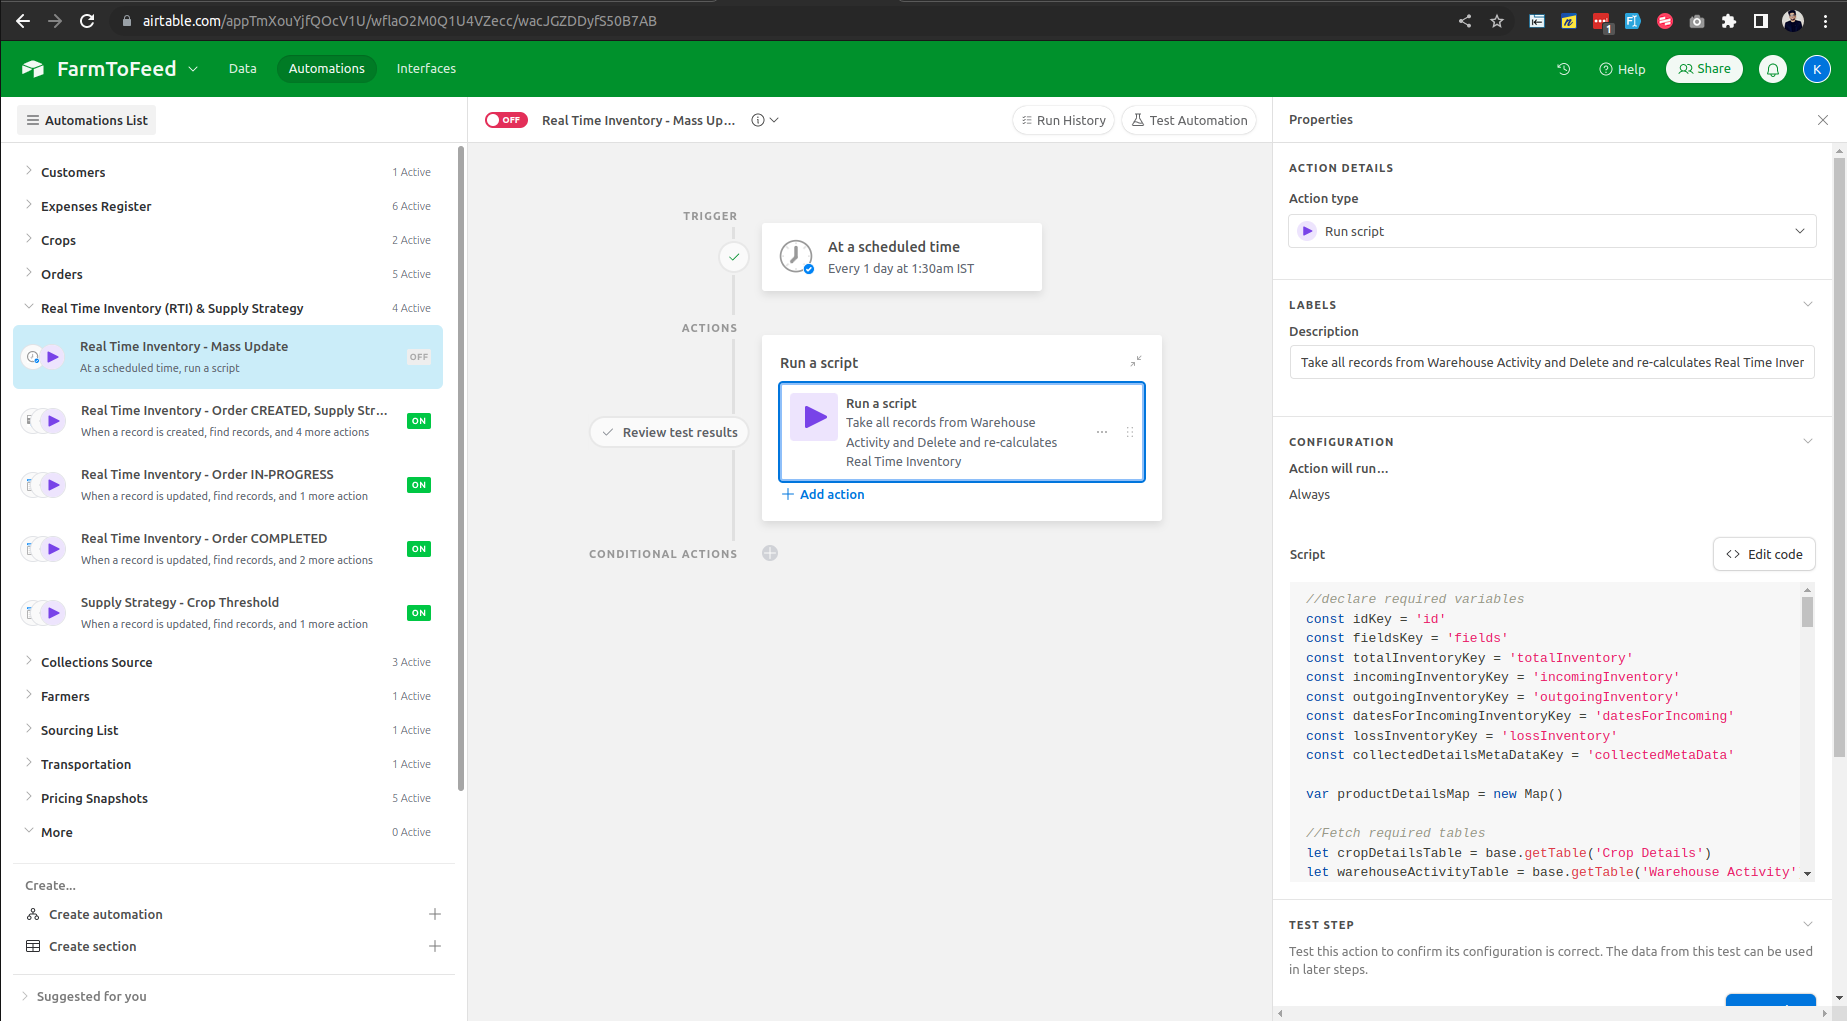 airtable.com/appTmXouYjfQOcV1U/wflaO2M0Q1U4VZecc/wacJGZDDyfS50B7AB
1
FarmToFeed
Data
Automations
Interfaces
Help
Share
K
Automations List
OFF
Real Time Inventory - Mass Up...
Run History
Test Automation
Properties
Customers
1 Active
Expenses Register
6 Active
Crops
2 Active
Orders
5 Active
Real Time Inventory (RTI) & Supply Strategy
4 Active
Real Time Inventory - Mass Update
At a scheduled time, run a script
OFF
Real Time Inventory - Order CREATED, Supply Str...
When a record is created, find records, and 4 more actions
ON
Real Time Inventory - Order IN-PROGRESS
When a record is updated, find records, and 1 more action
ON
Real Time Inventory - Order COMPLETED
When a record is updated, find records, and 2 more actions
ON
Supply Strategy - Crop Threshold
When a record is updated, find records, and 1 more action
ON
Collections Source
3 Active
Farmers
1 Active
Sourcing List
1 Active
Transportation
1 Active
Pricing Snapshots
5 Active
More
0 Active
Create...
Create automation
Create section
Suggested for you
TRIGGER
At a scheduled time
Every 1 day at 1:30am IST
ACTIONS
Run a script
Review test results
Run a script
Take all records from Warehouse
Activity and Delete and re-calculates
Real Time Inventory
Add action
CONDITIONAL ACTIONS
ACTION DETAILS
Action type
Run script
LABELS
Description
Take all records from Warehouse Activity and Delete and re-calculates Real Time Inver
CONFIGURATION
Action will run...
Always
Script
Edit code
//declare required variables
const idKey = 'id'
const fieldsKey = 'fields'
const totalInventoryKey = 'totalInventory'
const incomingInventoryKey = 'incomingInventory'
const outgoingInventoryKey = 'outgoingInventory'
const datesForIncomingInventoryKey = 'datesForIncoming'
const lossInventoryKey = 'lossInventory'
const collectedDetailsMetaDataKey = 'collectedMetaData'
var productDetailsMap = new Map()
//Fetch required tables
let cropDetailsTable = base.getTable('Crop Details')
let warehouseActivityTable = base.getTable('Warehouse Activity'
TEST STEP
Test this action to confirm its configuration is correct. The data from this test can be used
in later steps.